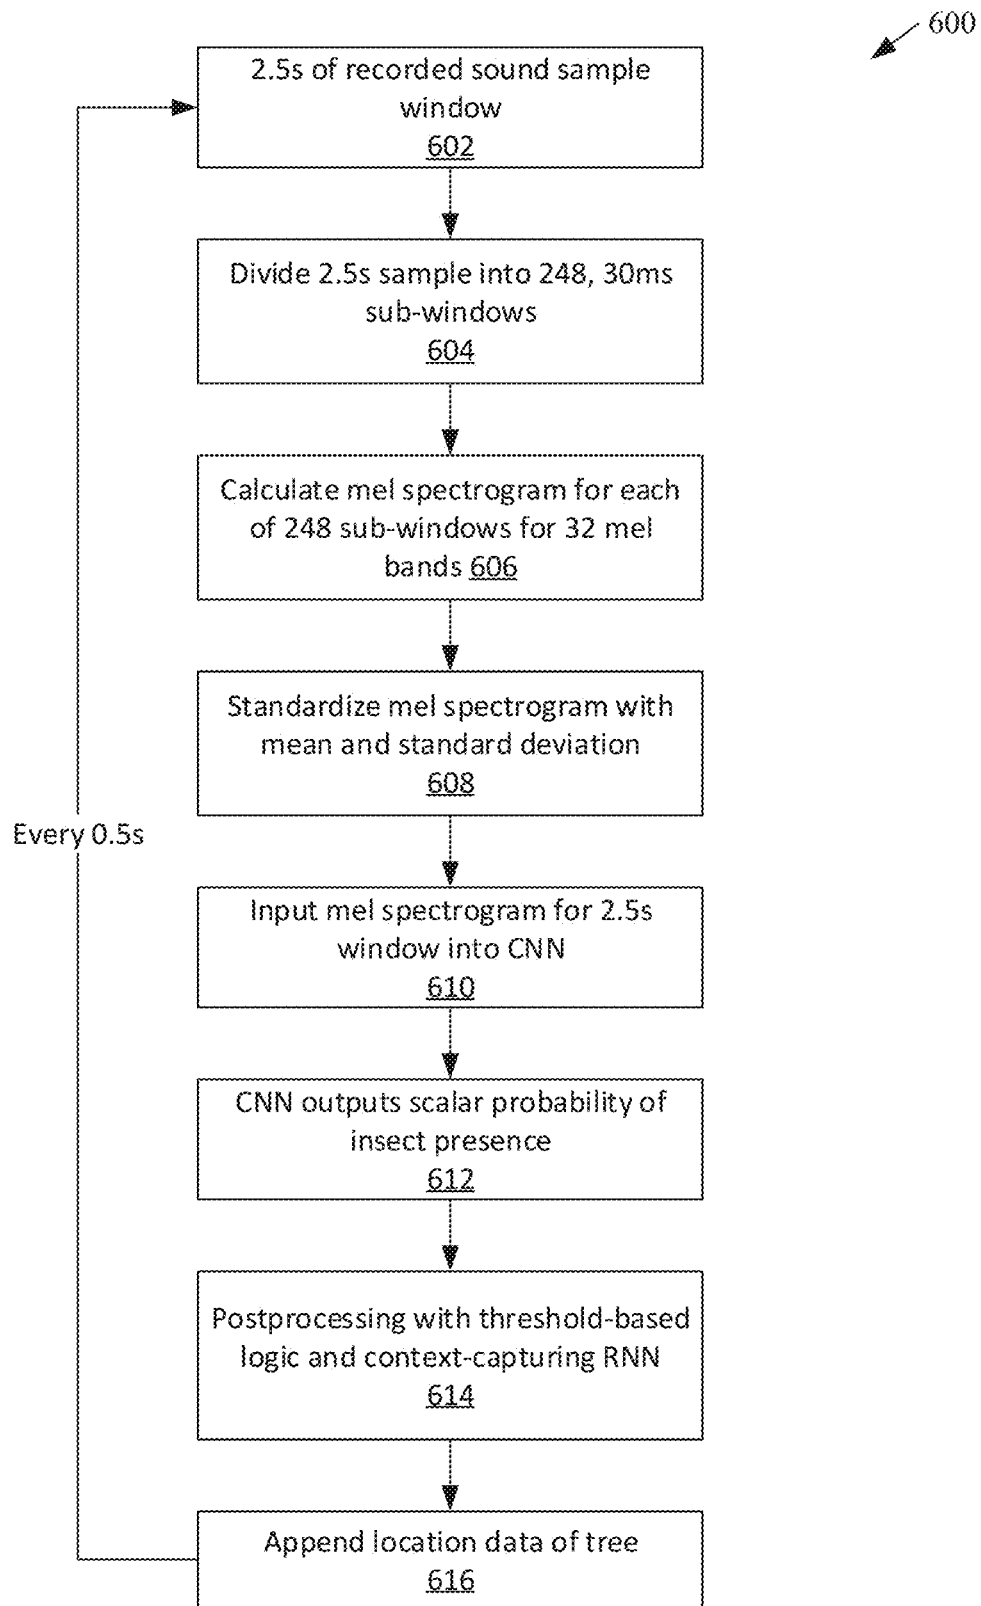 600
2.5s of recorded sound sample
window
602
Divide 2.5s sample into 248, 30ms
sub-windows
604
Calculate mel spectrogram for each
of 248 sub-windows for 32 mel
bands 606
Standardize mel spectrogram with
mean and standard deviation
608
Every 0.5s
Input mel spectrogram for 2.5s
window into CNN
610
CNN outputs scalar probability of
insect presence
612
Postprocessing with threshold-based
logic and context-capturing RNN
614
Append location data of tree
616